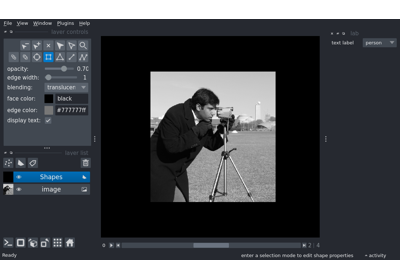 File View Window Plugins Help
layer controls
opacity: 0.70
edge width: 1
blending: translucen
face color: black
edge color: #777777ff
display text:
layer list
Shapes
image
text label person
2 4
Ready
enter a selection mode to edit shape properties
activity